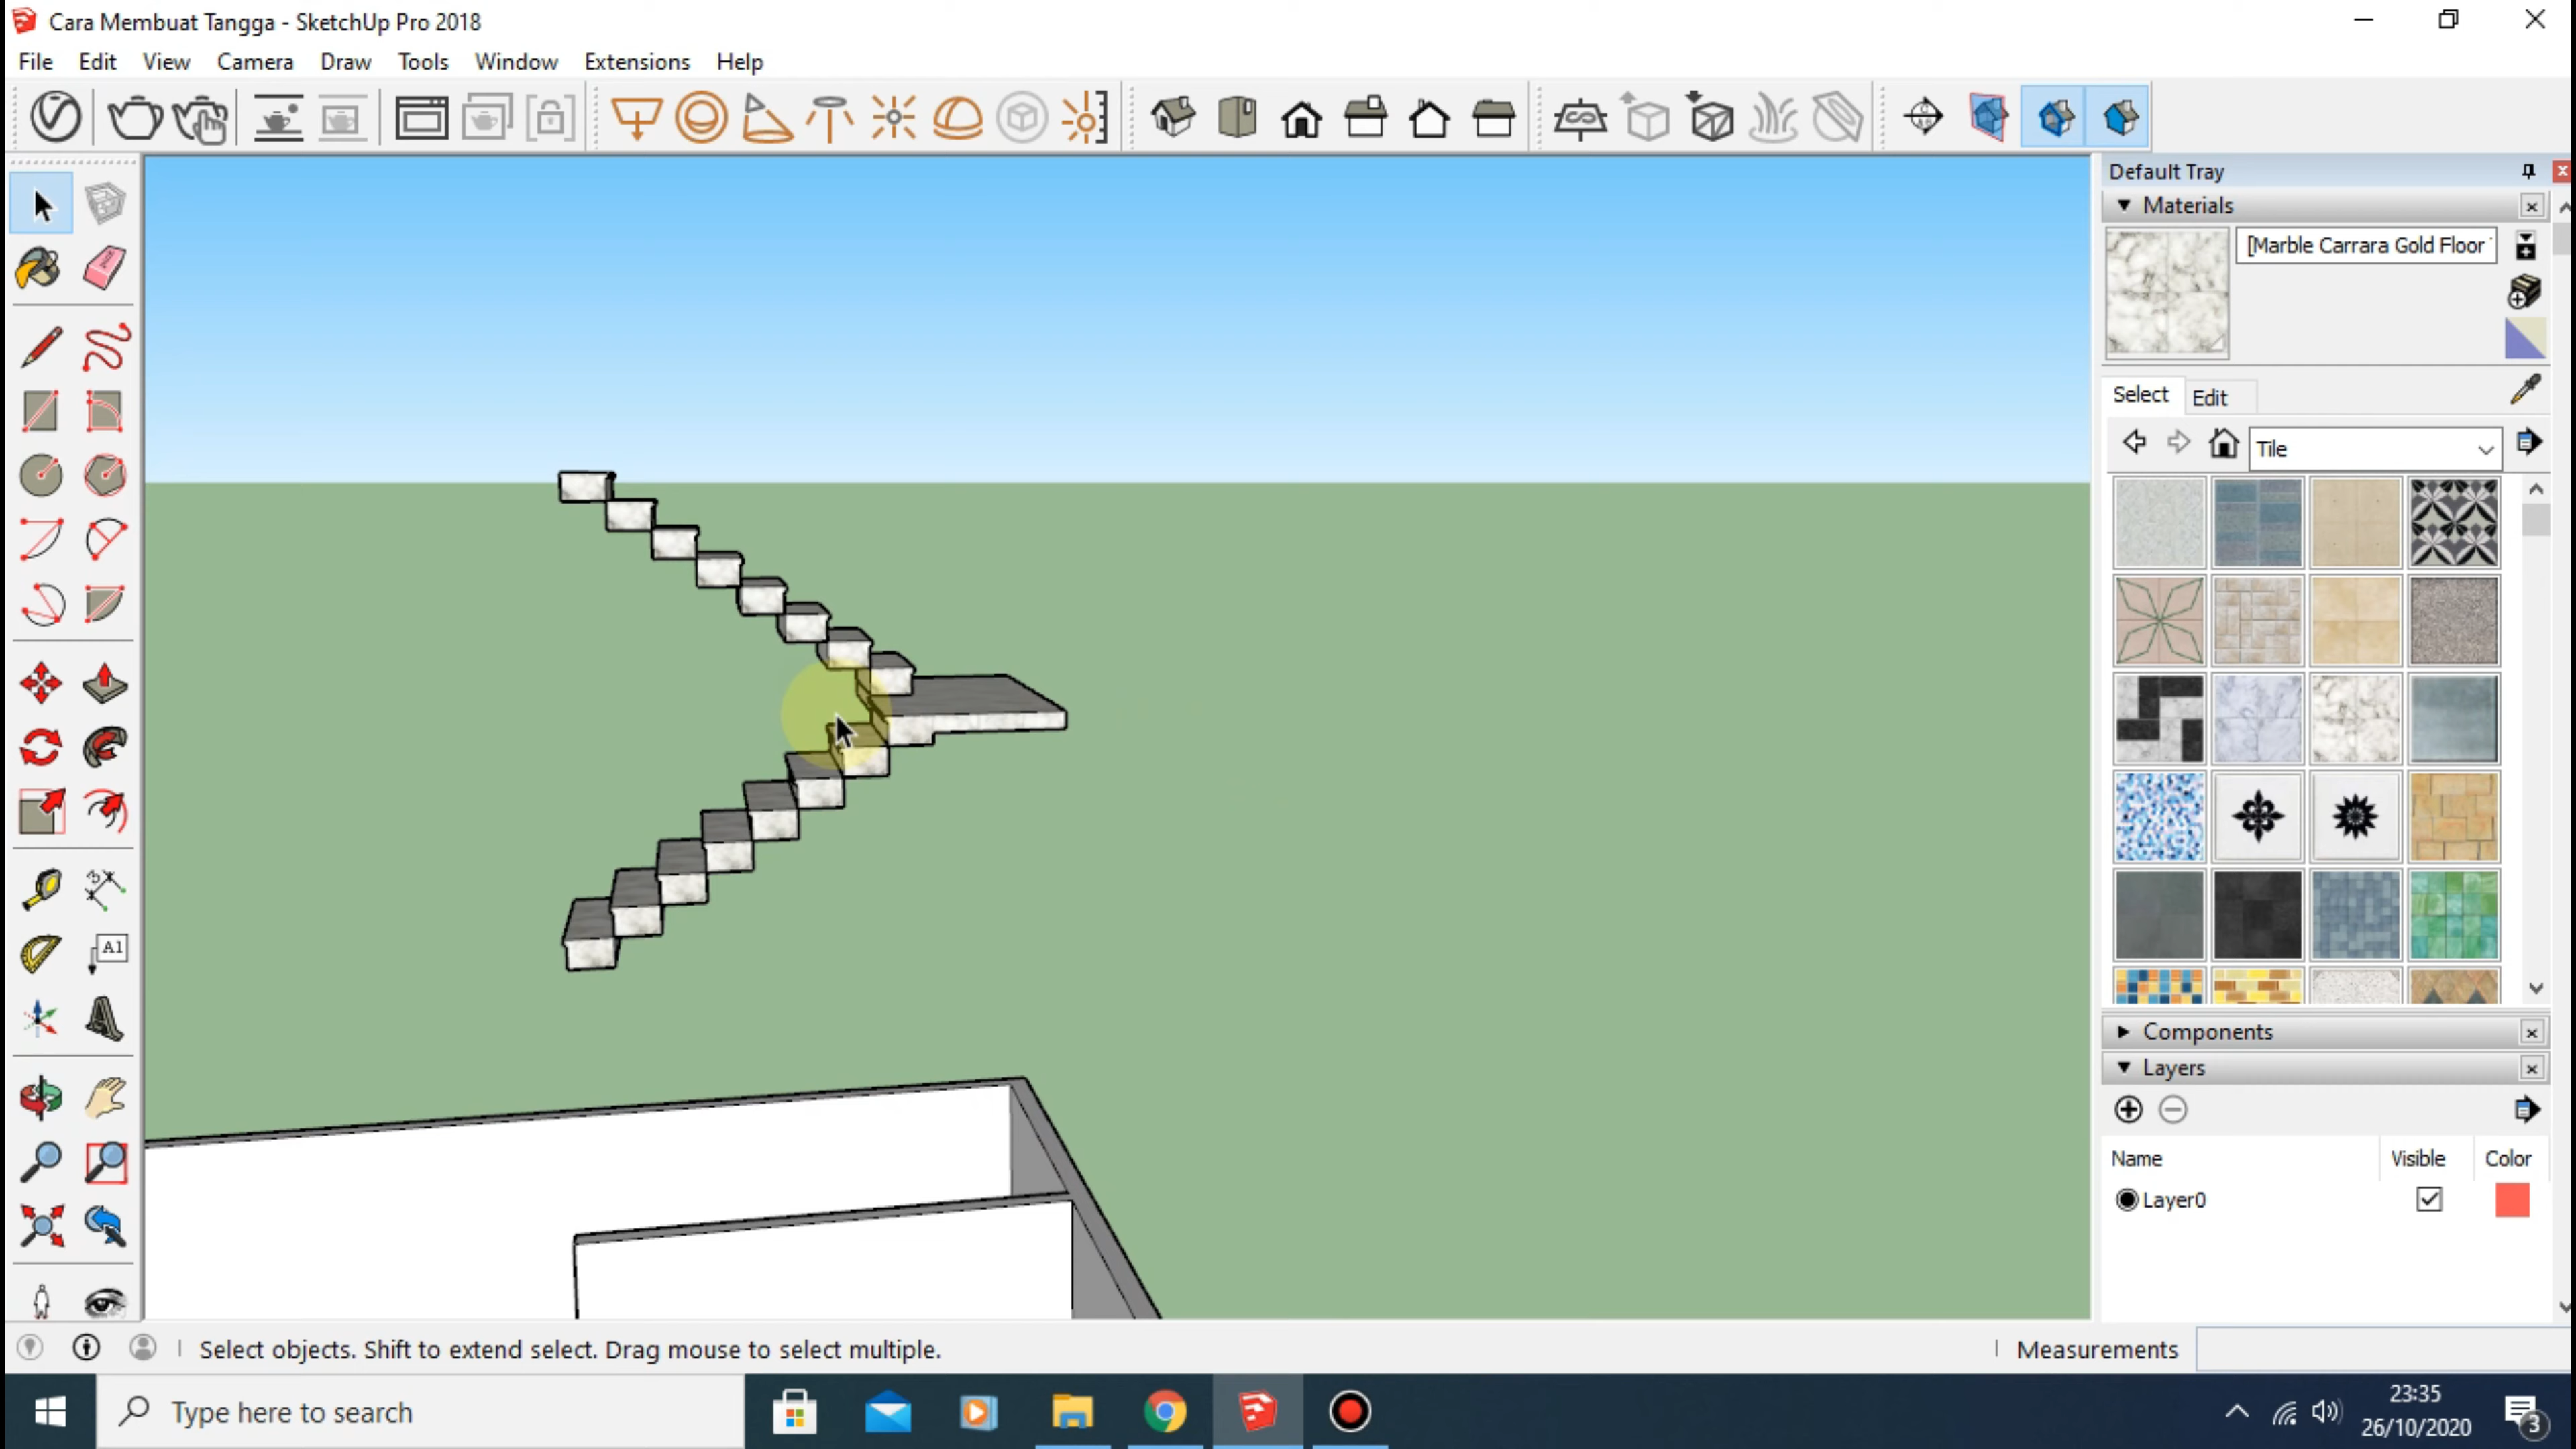 Cara Membuat Tangga - SketchUp Pro 2018
File Edit View Camera Draw Tools Window Extensions Help
Default Tray
Materials
[Marble Carrara Gold Floor
Select Edit
Tile
A1
Components
Layers
Name Visible Color
Layer0
Select objects. Shift to extend select. Drag mouse to select multiple.
Measurements
Type here to search
23:35
26/10/2020
3